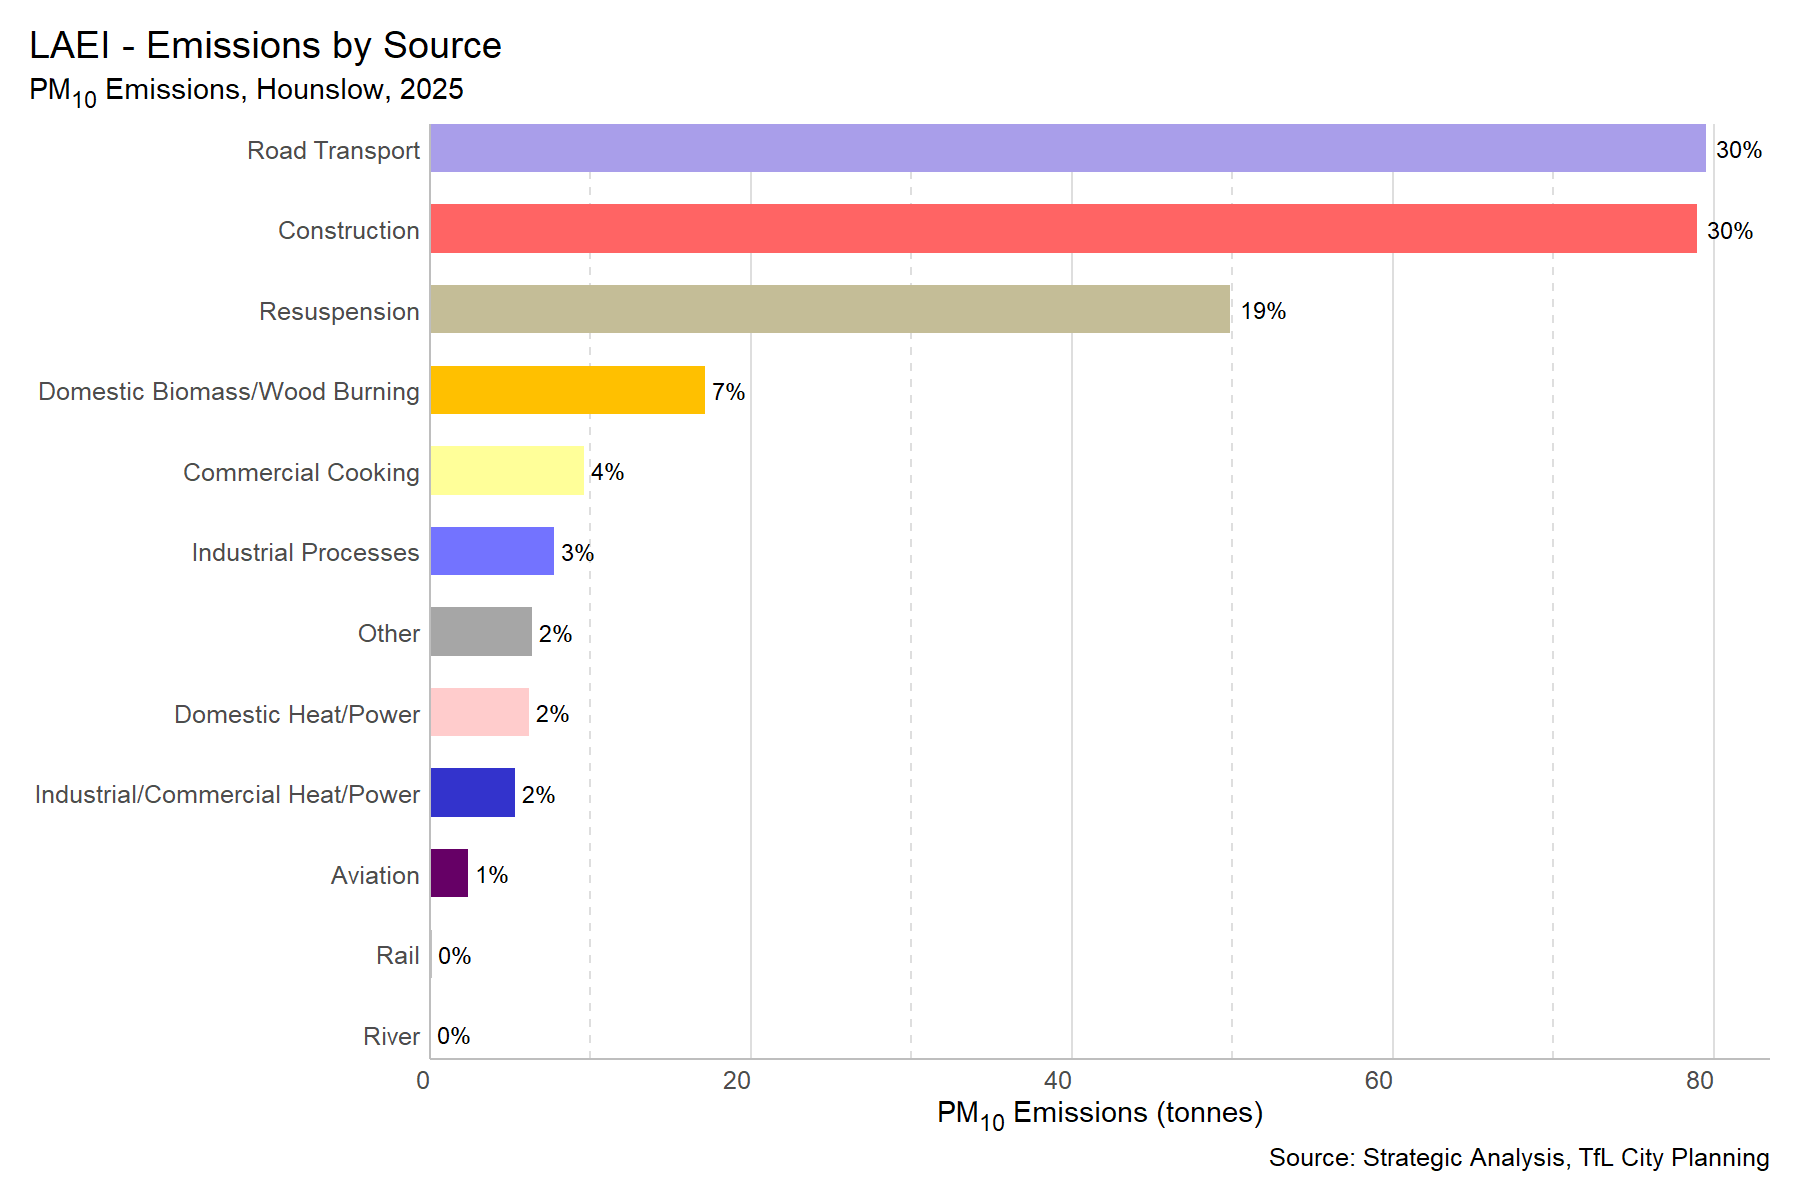 LAEI - Emissions by Source
PM10 Emissions, Hounslow, 2025
Road Transport 30%
Construction 30%
Resuspension 19%
Domestic Biomass/Wood Burning 7%
Commercial Cooking 4%
Industrial Processes 3%
Other 2%
Domestic Heat/Power 2%
Industrial/Commercial Heat/Power 2%
Aviation 1%
Rail 0%
River 0%
0 20 40 60 80
PM10 Emissions (tonnes)
Source: Strategic Analysis, TfL City Planning